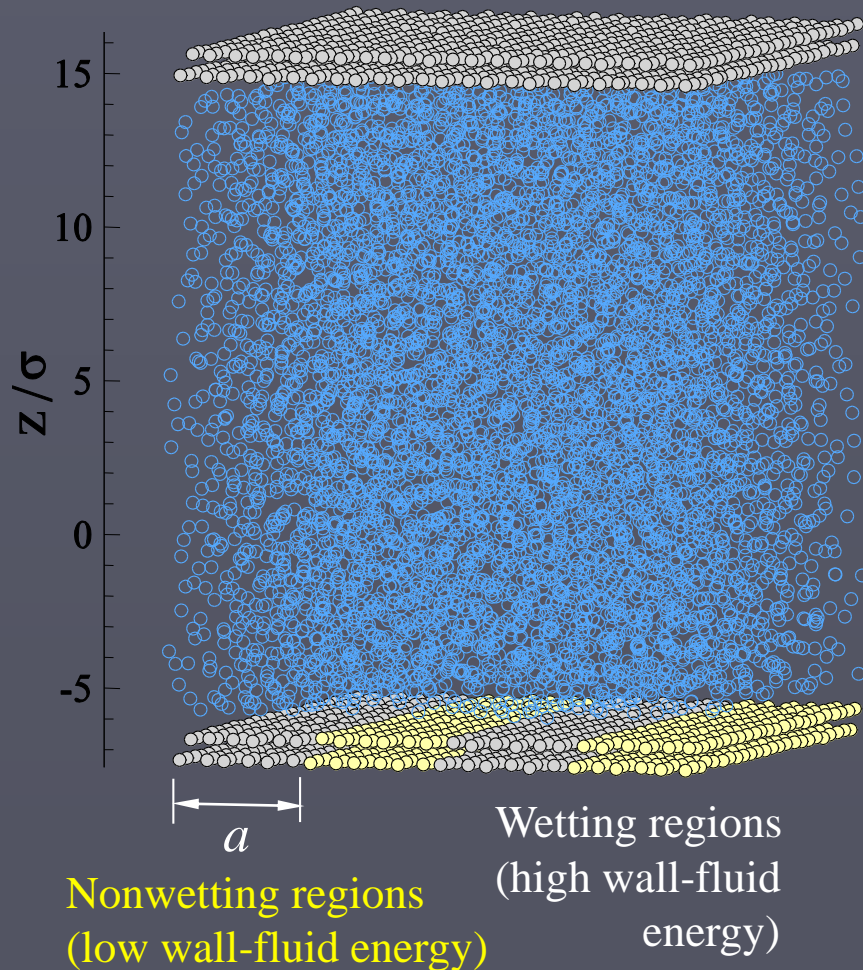 15
10
z/σ
5
0
-5
a
Wetting regions
(high wall-fluid
energy)
Nonwetting regions
(low wall-fluid energy)